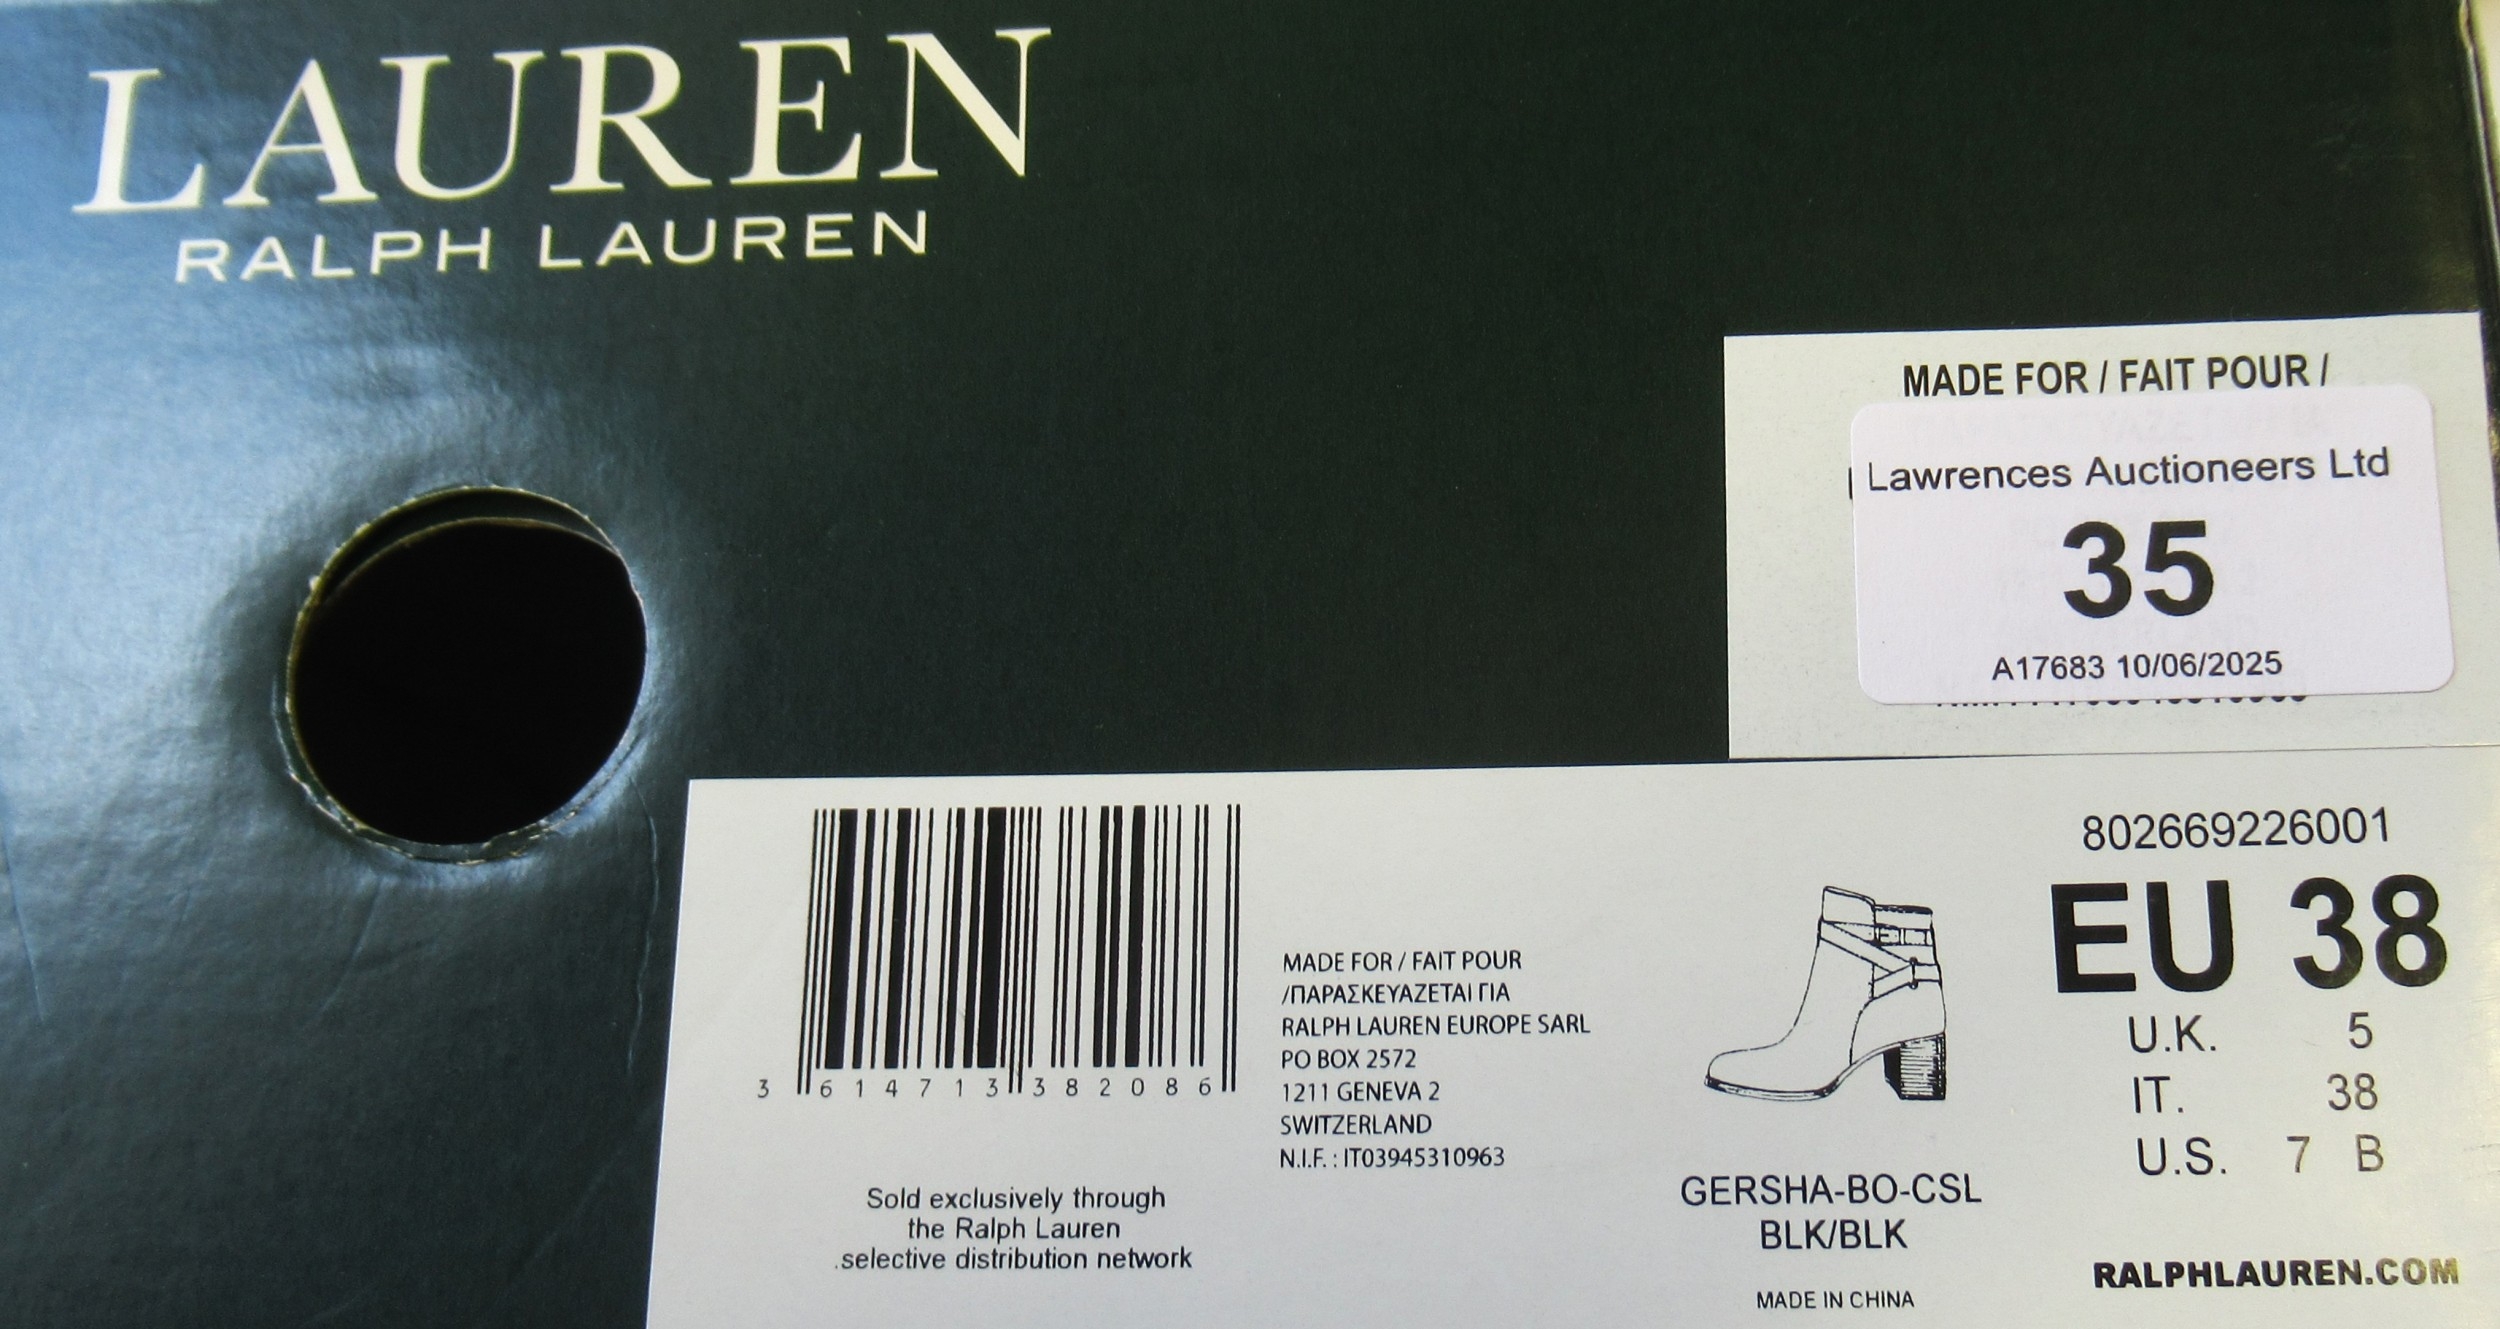 LAUREN
RALPH LAUREN
MADE FOR / FAIT POUR /
Lawrences Auctioneers Ltd
35
A17683 10/06/2025
3 614713 382086
Sold exclusively through
the Ralph Lauren
.selective distribution network
MADE FOR / FAIT POUR
/ΠΑΡΑΣΚΕΥΑΖΕΤΑΙ ΓΙΑ
RALPH LAUREN EUROPE SARL
PO BOX 2572
1211 GENEVA 2
SWITZERLAND
N.I.F. : IT03945310963
GERSHA-BO-CSL
BLK/BLK
MADE IN CHINA
802669226001
EU 38
U.K. 5
IT. 38
U.S. 7 B
RALPHLAUREN.COM